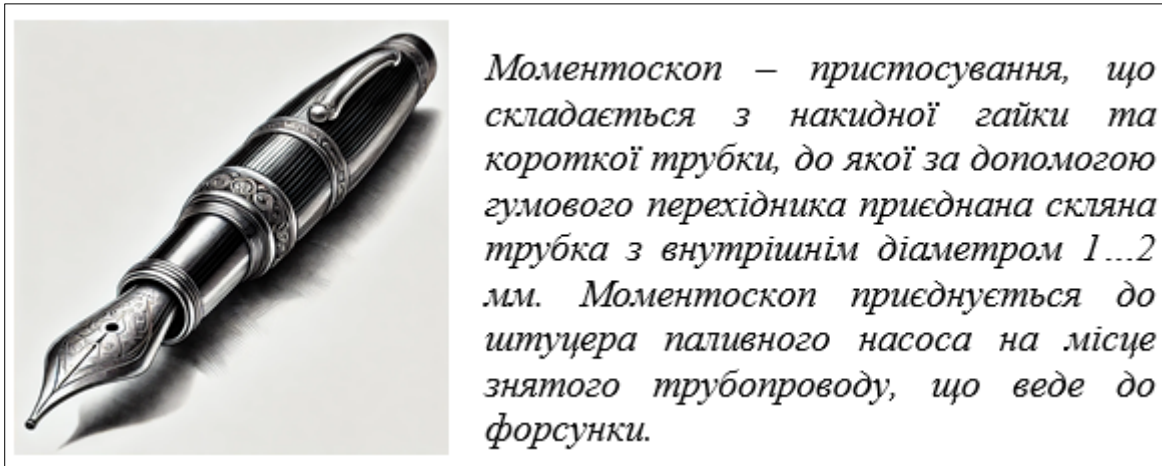 Моментоскоп – пристосування, що
складається з накидної гайки та
короткої трубки, до якої за допомогою
гумового перехідника приєднана скляна
трубка з внутрішнім діаметром 1…2
мм. Моментоскоп приєднується до
штуцера паливного насоса на місце
знятого трубопроводу, що веде до
форсунки.